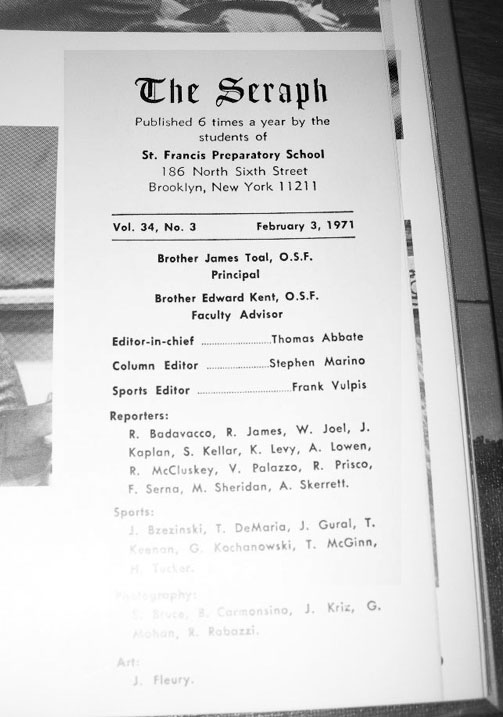 The Seraph
Published 6 times a year by the
students of
St. Francis Preparatory School
186 North Sixth Street
Brooklyn, New York 11211
Vol. 34, No. 3 February 3, 1971
Brother James Toal, O.S.F.
Principal
Brother Edward Kent, O.S.F.
Faculty Advisor
Editor-in-chief ........................Thomas Abbate
Column Editor ......................Stephen Marino
Sports Editor .................................Frank Vulpis
Reporters:
R. Badavacco, R. James, W. Joel, J.
Kaplan, S. Kellar, K. Levy, A. Lowen,
R. McCluskey, V. Palazzo, R. Prisco,
F. Serna, M. Sheridan, A. Skerrett.
Sports:
J. Bzezinski, T. DeMaria, J. Gural, T.
Keenan, G. Kochanowski, T. McGinn,
H. Tucker.
Photography:
S. Bruce, B. Carmonsino, J. Kriz, G.
Mohan, R. Rabazzi.
Art:
J. Fleury.